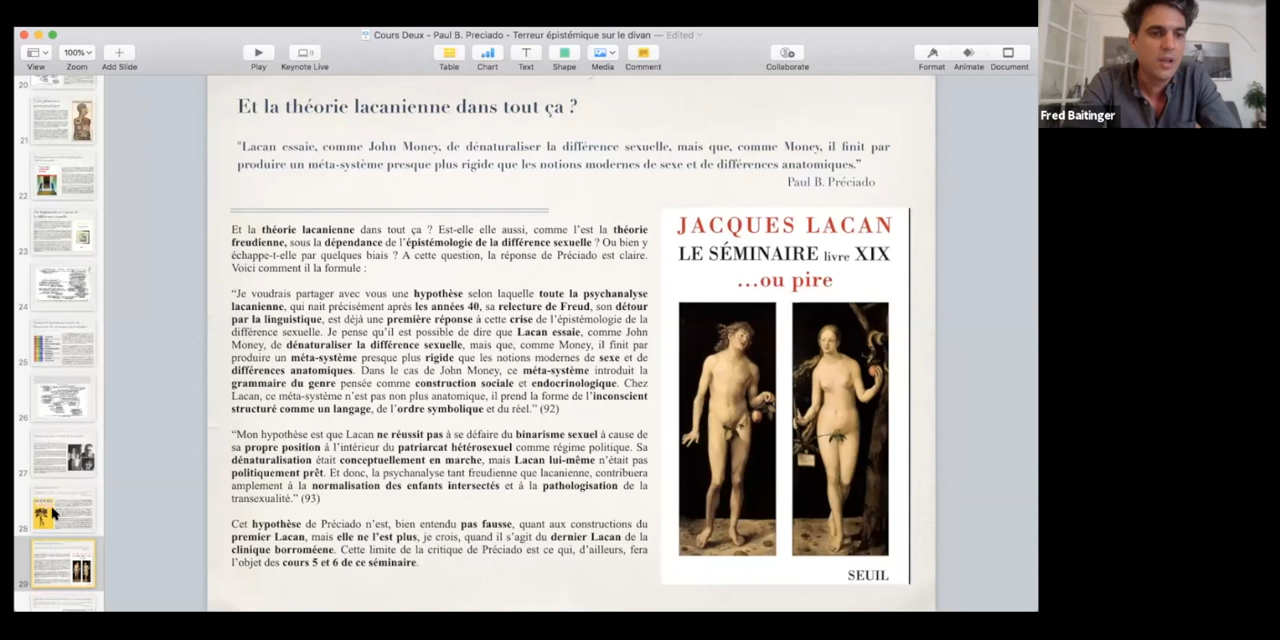 Cours Deux - Paul B. Préciado - Terreur épistémique sur le divan — Edited
100%
View
Zoom
Add Slide
Play
Keynote Live
Table
Chart
Text
Shape
Media
Comment
Collaborate
Format
Animate
Document
Fred Baitinger
20
21
22
23
24
25
26
27
28
29
Et la théorie lacanienne dans tout ça ?
"Lacan essaie, comme John Money, de dénaturaliser la différence sexuelle, mais que, comme Money, il finit par
produire un méta-système presque plus rigide que les notions modernes de sexe et de différences anatomiques."
Paul B. Préciado
Et la théorie lacanienne dans tout ça ? Est-elle elle aussi, comme l'est la théorie
freudienne, sous la dépendance de l'épistémologie de la différence sexuelle ? Ou bien y
échappe-t-elle par quelques biais ? A cette question, la réponse de Préciado est claire.
Voici comment il la formule :
“Je voudrais partager avec vous une hypothèse selon laquelle toute la psychanalyse
lacanienne, qui nait précisément après les années 40, sa relecture de Freud, son détour
par la linguistique, est déjà une première réponse à cette crise de l'épistémologie de la
différence sexuelle. Je pense qu'il est possible de dire que Lacan essaie, comme John
Money, de dénaturaliser la différence sexuelle, mais que, comme Money, il finit par
produire un méta-système presque plus rigide que les notions modernes de sexe et de
différences anatomiques. Dans le cas de John Money, ce méta-système introduit la
grammaire du genre pensée comme construction sociale et endocrinologique. Chez
Lacan, ce méta-système n'est pas non plus anatomique, il prend la forme de l'inconscient
structuré comme un langage, de l'ordre symbolique et du réel.” (92)
“Mon hypothèse est que Lacan ne réussit pas à se défaire du binarisme sexuel à cause de
sa propre position à l'intérieur du patriarcat hétérosexuel comme régime politique. Sa
dénaturalisation était conceptuellement en marche, mais Lacan lui-même n'était pas
politiquement prêt. Et donc, la psychanalyse tant freudienne que lacanienne, contribuera
amplement à la normalisation des enfants intersectés et à la pathologisation de la
transexualité.” (93)
Cet hypothèse de Préciado n'est, bien entendu pas fausse, quant aux constructions du
premier Lacan, mais elle ne l'est plus, je crois, quand il s'agit du dernier Lacan de la
clinique borroméene. Cette limite de la critique de Préciado est ce qui, d'ailleurs, fera
l'objet des cours 5 et 6 de ce séminaire.
JACQUES LACAN
LE SÉMINAIRE livre XIX
...ou pire
SEUIL